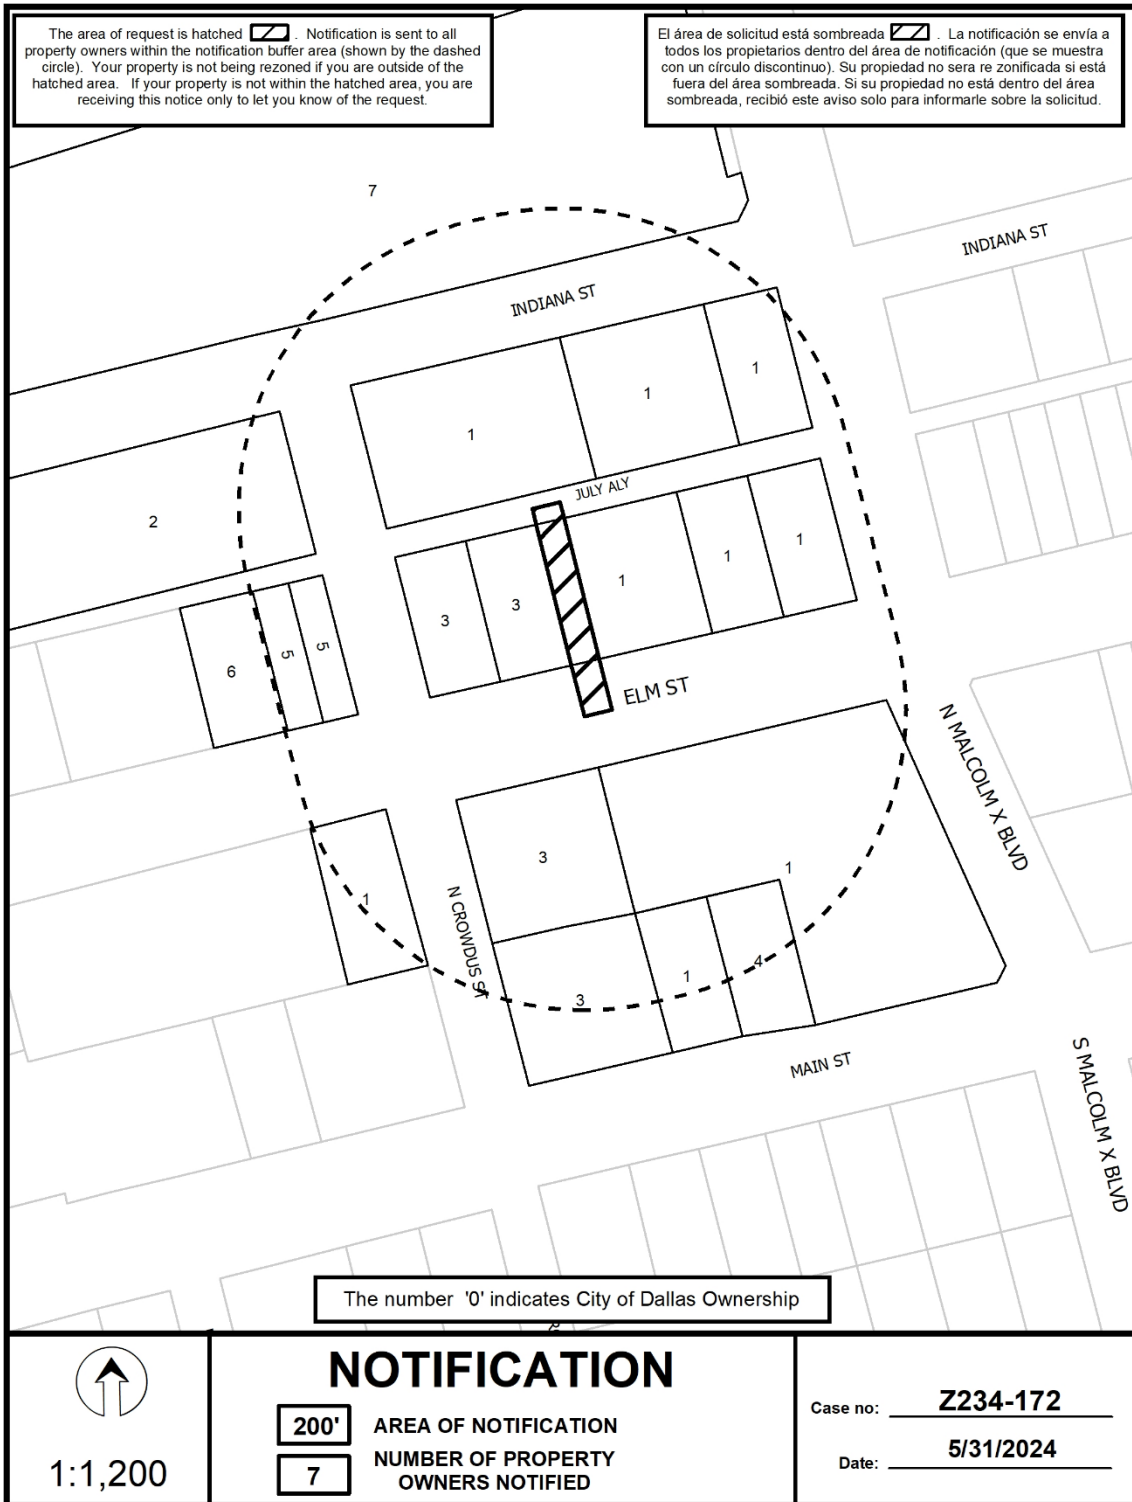 The area of request is hatched . Notification is sent to all
property owners within the notification buffer area (shown by the dashed
circle). Your property is not being rezoned if you are outside of the
hatched area. If your property is not within the hatched area, you are
receiving this notice only to let you know of the request.
El área de solicitud está sombreada . La notificación se envía a
todos los propietarios dentro del área de notificación (que se muestra
con un círculo discontinuo). Su propiedad no sera re zonificada si está
fuera del área sombreada. Si su propiedad no está dentro del área
sombreada, recibió este aviso solo para informarle sobre la solicitud.
7
INDIANA ST
INDIANA ST
1
1
1
JULY ALY
2
3
3
1
1
1
6
5
5
ELM ST
N MALCOLM X BLVD
3
1
1
N CROWDUS ST
3
1
4
MAIN ST
S MALCOLM X BLVD
The number '0' indicates City of Dallas Ownership
1:1,200
NOTIFICATION
200' AREA OF NOTIFICATION
7 NUMBER OF PROPERTY
OWNERS NOTIFIED
Case no: Z234-172
Date: 5/31/2024